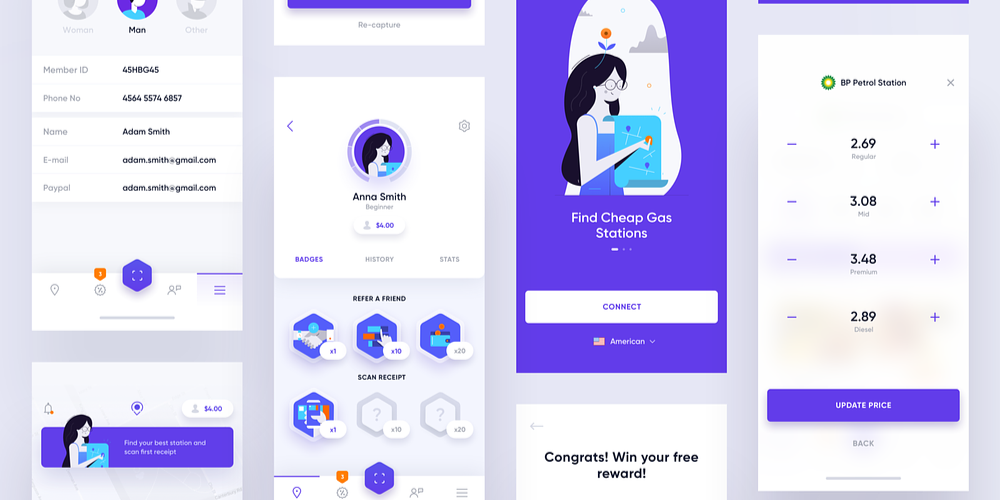 Woman Man Other
Member ID 45HBG45
Phone No 4564 5574 6857
Name Adam Smith
E-mail adam.smith@gmail.com
Paypal adam.smith@gmail.com
3
$4.00
Find your best station and
scan first receipt
Re-capture
Anna Smith
Beginner
$4.00
BADGES HISTORY STATS
REFER A FRIEND
x1 x10 x20
SCAN RECEIPT
? ?
x1 x10 x20
3
Find Cheap Gas
Stations
CONNECT
American
Congrats! Win your free
reward!
BP Petrol Station
2.69
Regular
3.08
Mid
3.48
Premium
2.89
Diesel
UPDATE PRICE
BACK